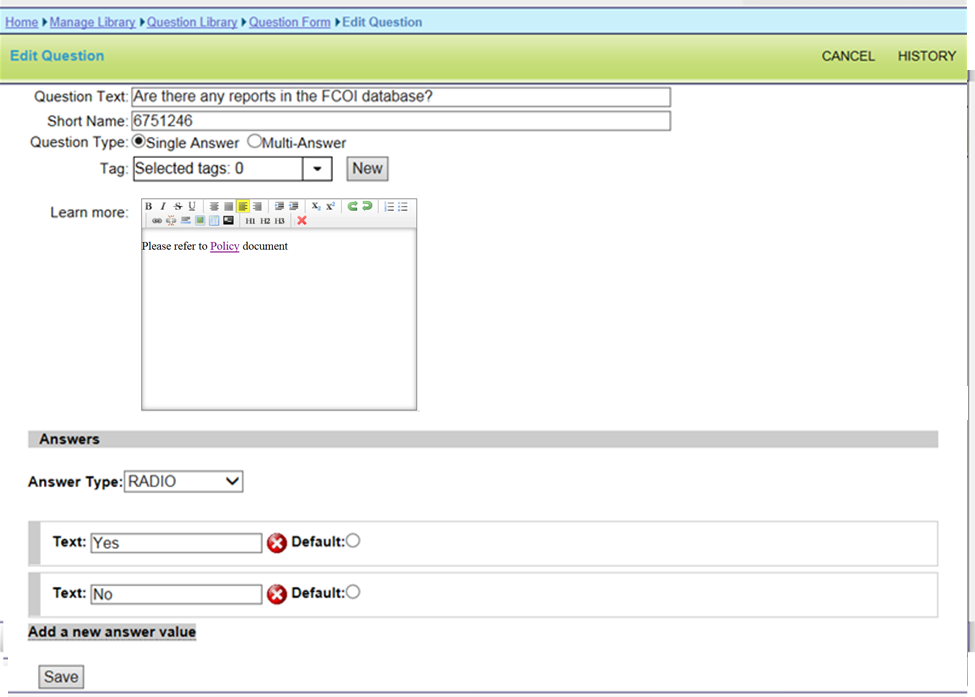 Home Manage Library Question Library Question Form Edit Question
Edit Question CANCEL HISTORY
Question Text: Are there any reports in the FCOI database?
Short Name: 6751246
Question Type: Single Answer Multi-Answer
Tag: Selected tags: 0 New
Learn more:
B I S U X₂ X²
H1 H2 H3
Please refer to Policy document
Answers
Answer Type: RADIO
Text: Yes Default:
Text: No Default:
Add a new answer value
Save